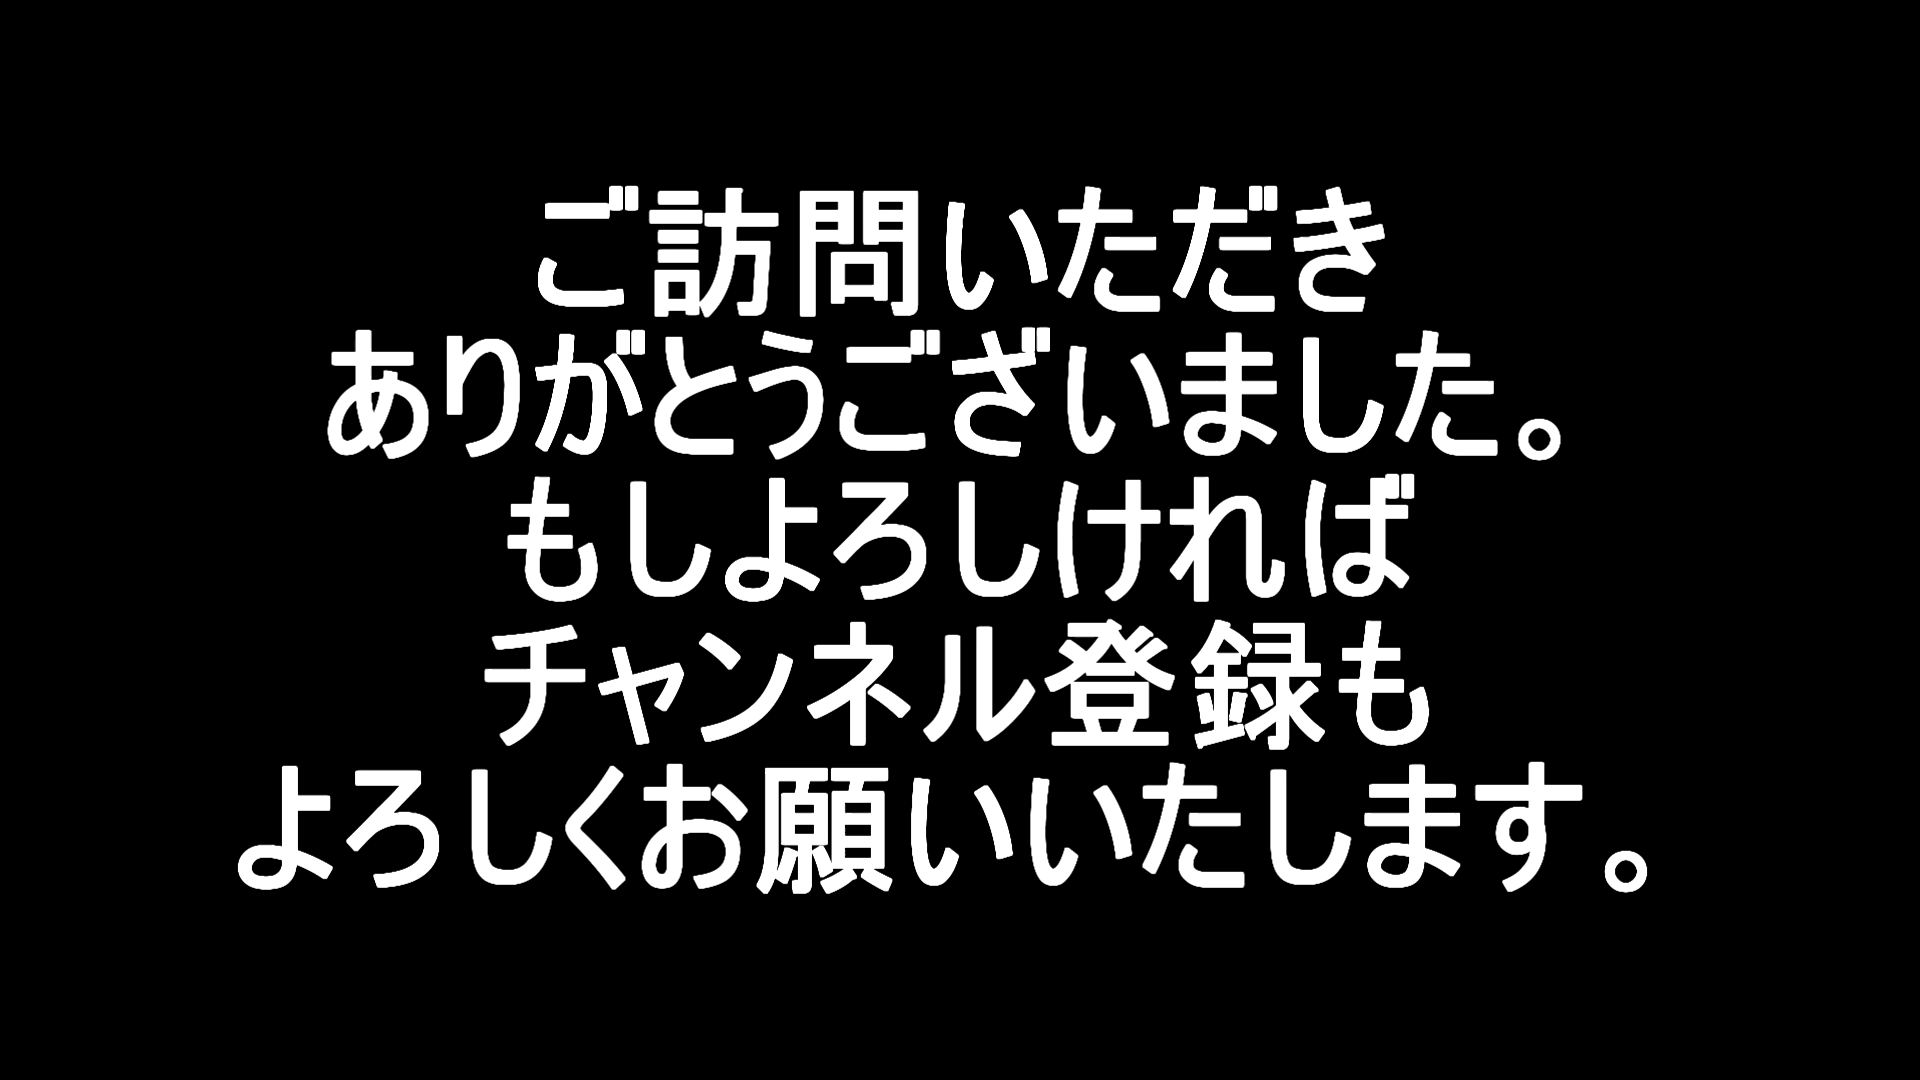 ご訪問いただき
ありがとうございました。
もしよろしければ
チャンネル登録も
よろしくお願いいたします。